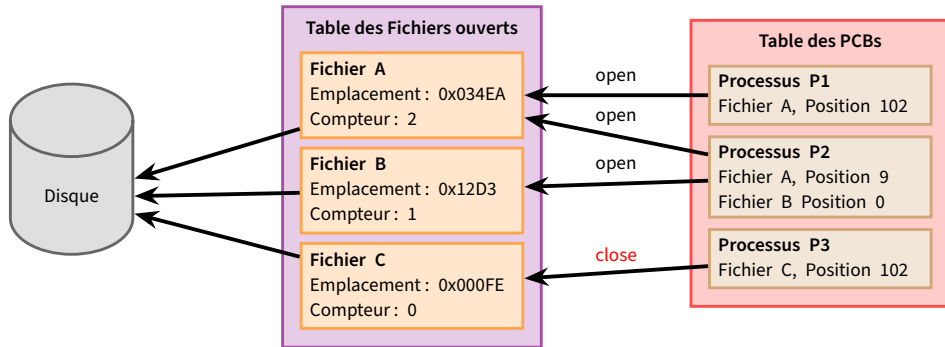 Disque
Table des Fichiers ouverts
Fichier A
Emplacement : 0x034EA
Compteur : 2
Fichier B
Emplacement : 0x12D3
Compteur : 1
Fichier C
Emplacement : 0x000FE
Compteur : 0
open
open
open
close
Table des PCBs
Processus P1
Fichier A, Position 102
Processus P2
Fichier A, Position 9
Fichier B Position 0
Processus P3
Fichier C, Position 102